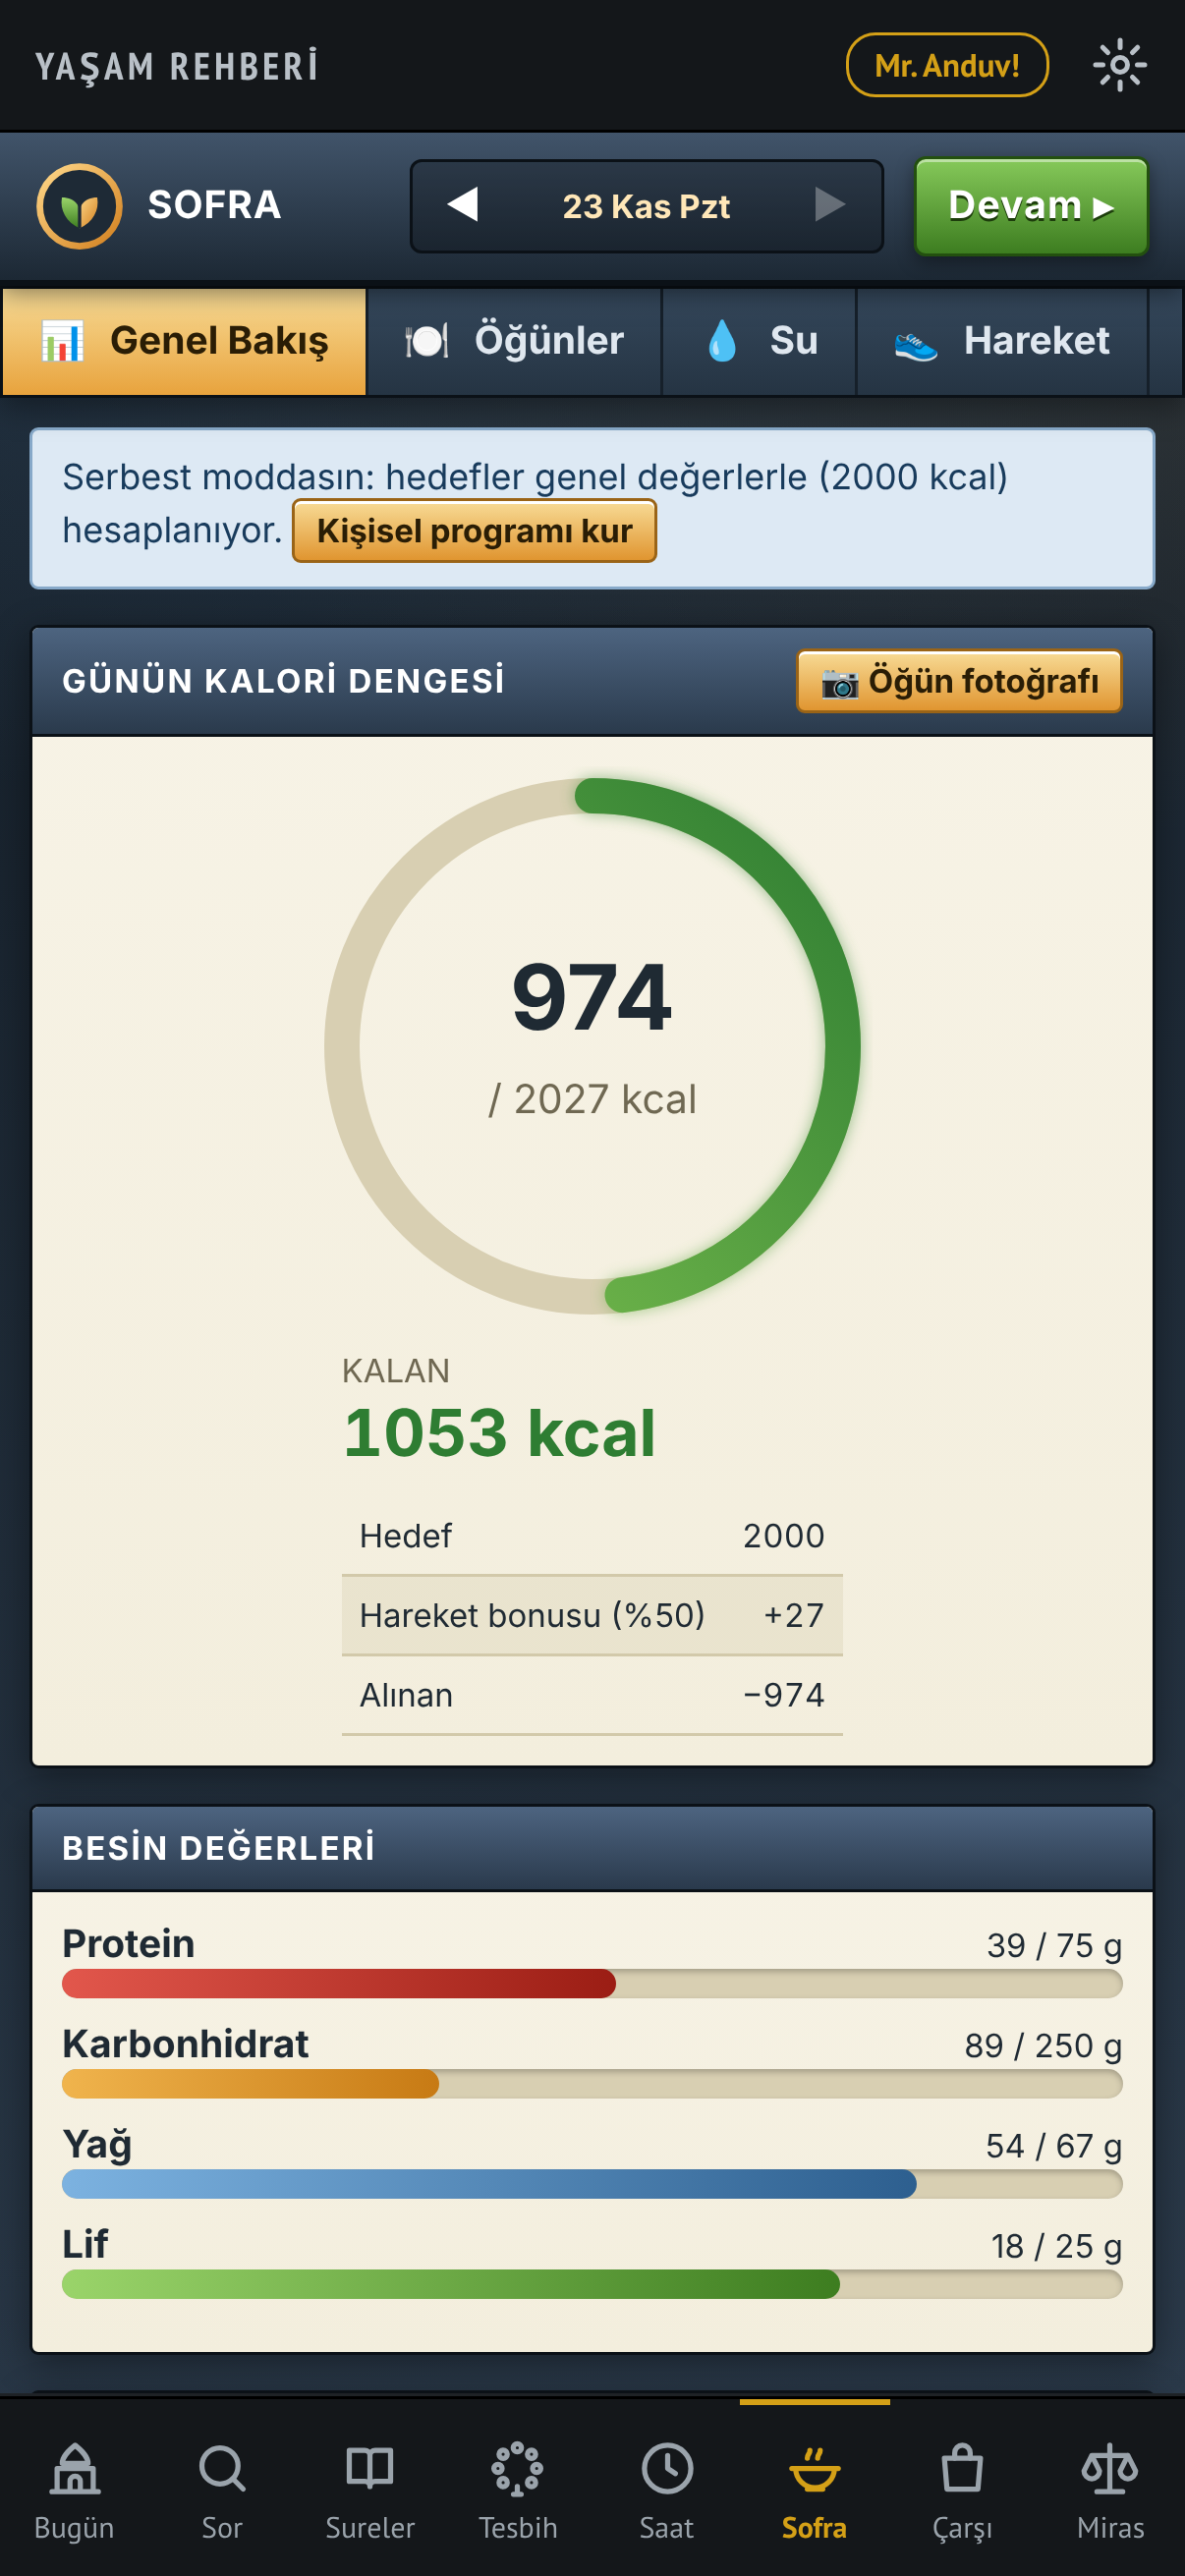 YAŞAM REHBERİ
Mr. Anduv!
SOFRA
23 Kas Pzt
Devam ▸
Genel Bakış
Öğünler
Su
Hareket
Serbest moddasın: hedefler genel değerlerle (2000 kcal)
hesaplanıyor. Kişisel programı kur
GÜNÜN KALORİ DENGESİ
Öğün fotoğrafı
974
/ 2027 kcal
KALAN
1053 kcal
Hedef 2000
Hareket bonusu (%50) +27
Alınan −974
BESİN DEĞERLERİ
Protein 39 / 75 g
Karbonhidrat 89 / 250 g
Yağ 54 / 67 g
Lif 18 / 25 g
Bugün
Sor
Sureler
Tesbih
Saat
Sofra
Çarşı
Miras